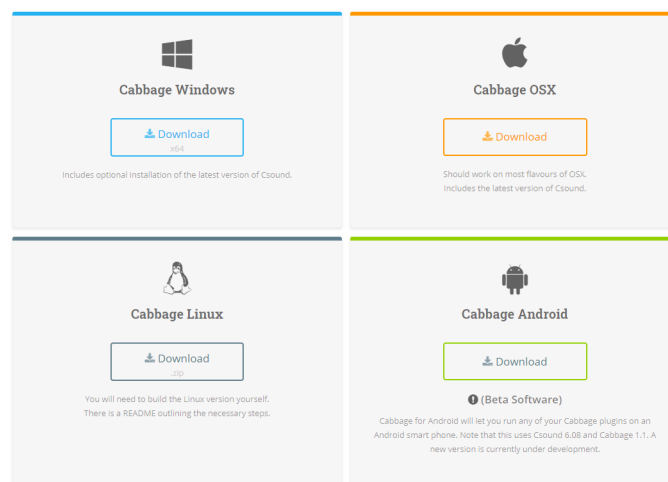 Cabbage Windows
Download
x64
Includes optional installation of the latest version of Csound.
Cabbage OSX
Download
Should work on most flavours of OSX.
Includes the latest version of Csound.
Cabbage Linux
Download
.zip
You will need to build the Linux version yourself.
There is a README outlining the necessary steps.
Cabbage Android
Download
(Beta Software)
Cabbage for Android will let you run any of your Cabbage plugins on an
Android smart phone. Note that this uses Csound 6.08 and Cabbage 1.1. A
new version is currently under development.